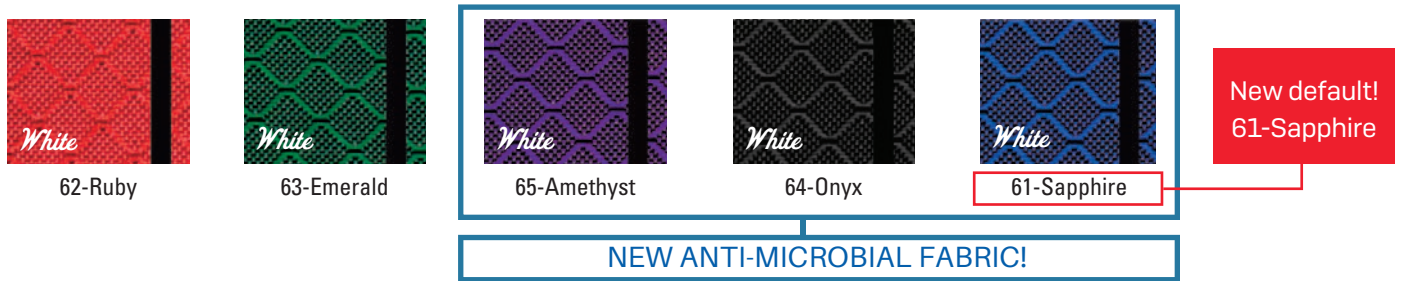 White
White
White
White
White
62-Ruby
63-Emerald
65-Amethyst
64-Onyx
61-Sapphire
New default!
61-Sapphire
NEW ANTI-MICROBIAL FABRIC!